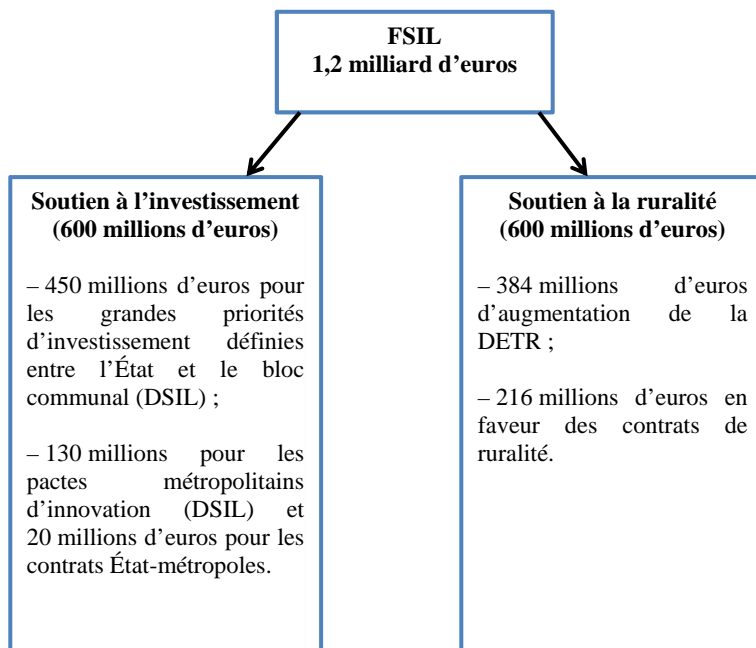 FSIL
1,2 milliard d’euros
Soutien à l’investissement
(600 millions d’euros)
– 450 millions d’euros pour
les grandes priorités
d’investissement définies
entre l’État et le bloc
communal (DSIL) ;
– 130 millions pour les
pactes métropolitains
d’innovation (DSIL) et
20 millions d’euros pour les
contrats État-métropoles.
Soutien à la ruralité
(600 millions d’euros)
– 384 millions d’euros
d’augmentation de la
DETR ;
– 216 millions d’euros en
faveur des contrats de
ruralité.